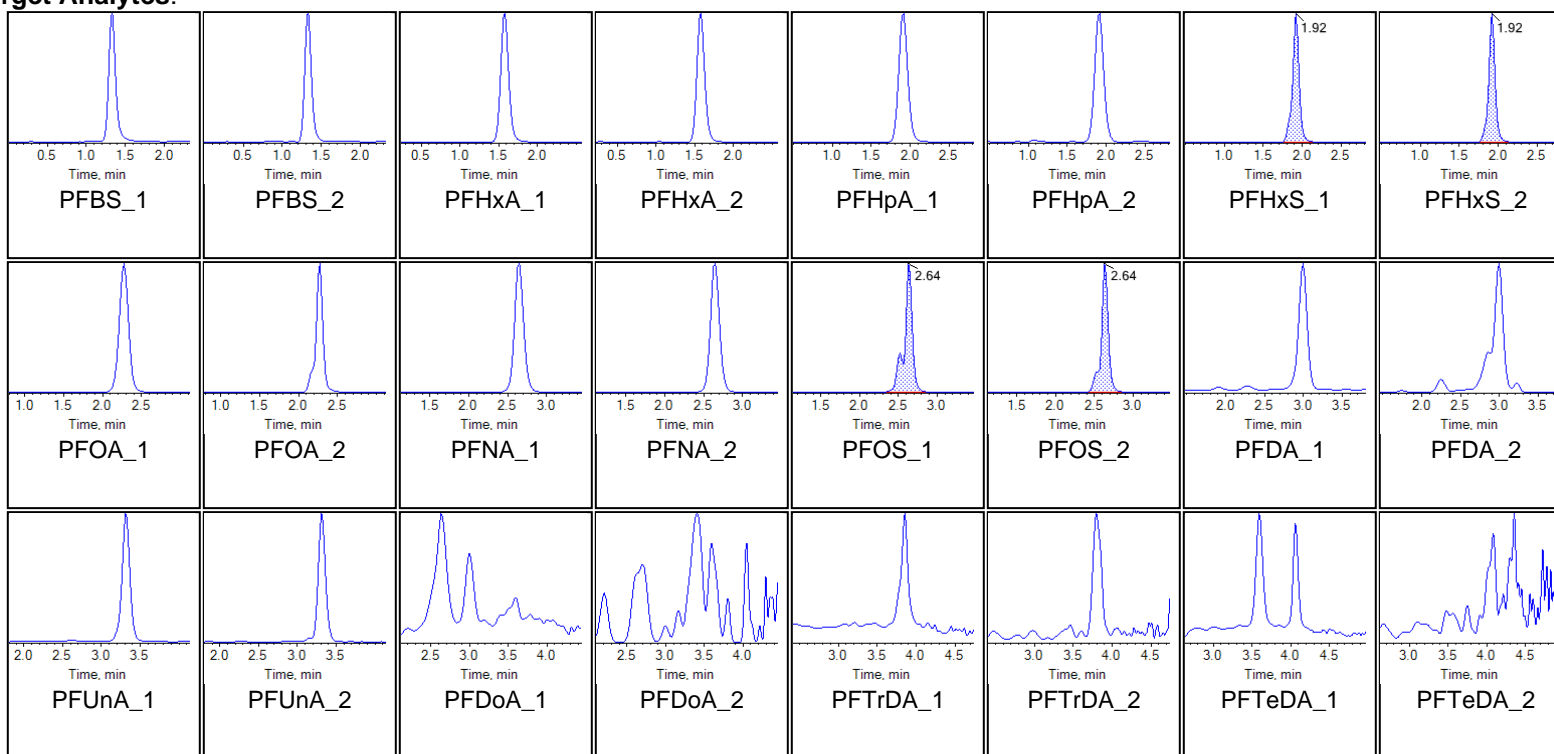 rget Analytes:
1.92 1.92
0.5 1.0 1.5 2.0 0.5 1.0 1.5 2.0 0.5 1.0 1.5 2.0 0.5 1.0 1.5 2.0 1.0 1.5 2.0 2.5 1.0 1.5 2.0 2.5 1.0 1.5 2.0 2.5 1.0 1.5 2.0 2.5
Time, min Time, min Time, min Time, min Time, min Time, min Time, min Time, min
PFBS_1 PFBS_2 PFHxA_1 PFHxA_2 PFHpA_1 PFHpA_2 PFHxS_1 PFHxS_2
2.64 2.64
1.0 1.5 2.0 2.5 1.0 1.5 2.0 2.5 1.5 2.0 2.5 3.0 1.5 2.0 2.5 3.0 1.5 2.0 2.5 3.0 1.5 2.0 2.5 3.0 2.0 2.5 3.0 3.5 2.0 2.5 3.0 3.5
Time, min Time, min Time, min Time, min Time, min Time, min Time, min Time, min
PFOA_1 PFOA_2 PFNA_1 PFNA_2 PFOS_1 PFOS_2 PFDA_1 PFDA_2
2.0 2.5 3.0 3.5 2.0 2.5 3.0 3.5 2.5 3.0 3.5 4.0 2.5 3.0 3.5 4.0 3.0 3.5 4.0 4.5 3.0 3.5 4.0 4.5 3.0 3.5 4.0 4.5 3.0 3.5 4.0 4.5
Time, min Time, min Time, min Time, min Time, min Time, min Time, min Time, min
PFUnA_1 PFUnA_2 PFDoA_1 PFDoA_2 PFTrDA_1 PFTrDA_2 PFTeDA_1 PFTeDA_2